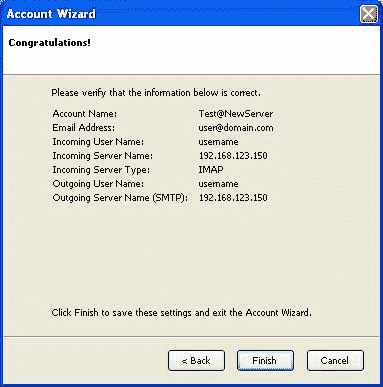 Account Wizard
Congratulations!
Please verify that the information below is correct.
Account Name: Test@NewServer
Email Address: user@domain.com
Incoming User Name: username
Incoming Server Name: 192.168.123.150
Incoming Server Type: IMAP
Outgoing User Name: username
Outgoing Server Name (SMTP): 192.168.123.150
Click Finish to save these settings and exit the Account Wizard.
< Back Finish Cancel